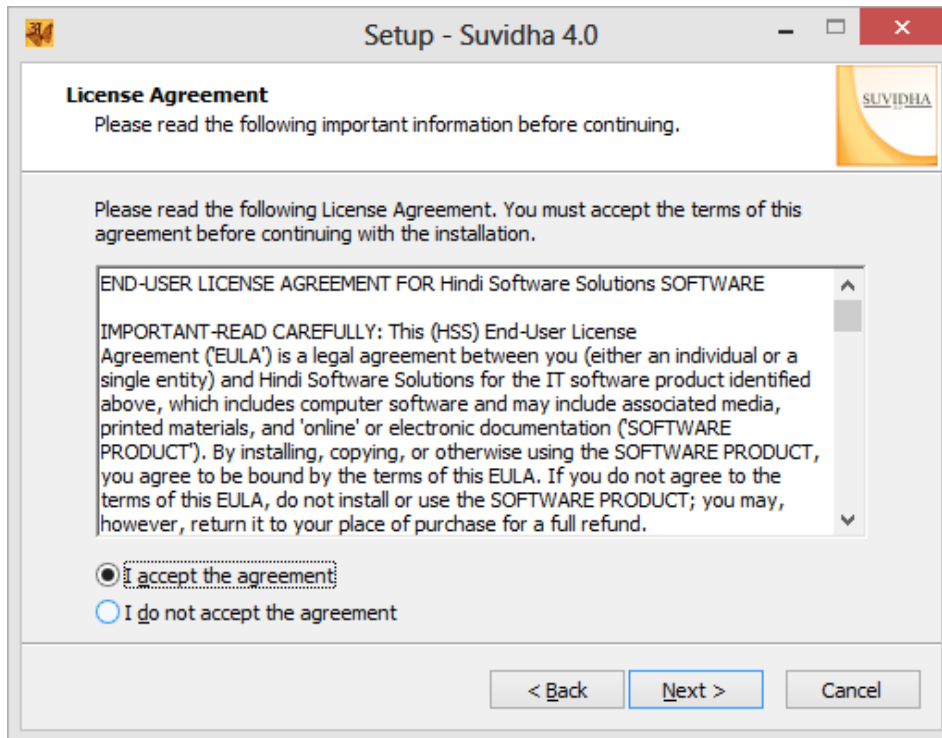 Setup - Suvidha 4.0
License Agreement
Please read the following important information before continuing.
SUVIDHA
Please read the following License Agreement. You must accept the terms of this
agreement before continuing with the installation.
END-USER LICENSE AGREEMENT FOR Hindi Software Solutions SOFTWARE
IMPORTANT-READ CAREFULLY: This (HSS) End-User License
Agreement ('EULA') is a legal agreement between you (either an individual or a
single entity) and Hindi Software Solutions for the IT software product identified
above, which includes computer software and may include associated media,
printed materials, and 'online' or electronic documentation ('SOFTWARE
PRODUCT'). By installing, copying, or otherwise using the SOFTWARE PRODUCT,
you agree to be bound by the terms of this EULA. If you do not agree to the
terms of this EULA, do not install or use the SOFTWARE PRODUCT; you may,
however, return it to your place of purchase for a full refund.
I accept the agreement
I do not accept the agreement
< Back
Next >
Cancel